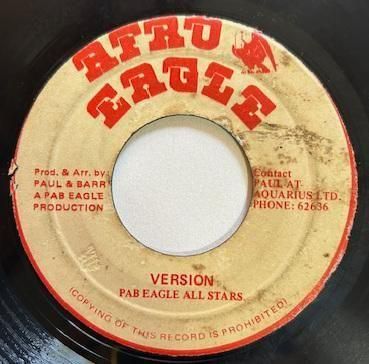 AFRO
EAGLE
Prod. & Arr. by
PAUL & BARRY
A PAB EAGLE
PRODUCTION
Contact
PAUL AT
AQUARIUS LTD.
PHONE: 62636
VERSION
PAB EAGLE ALL STARS.
(COPYING OF THIS RECORD IS PROHIBITED)